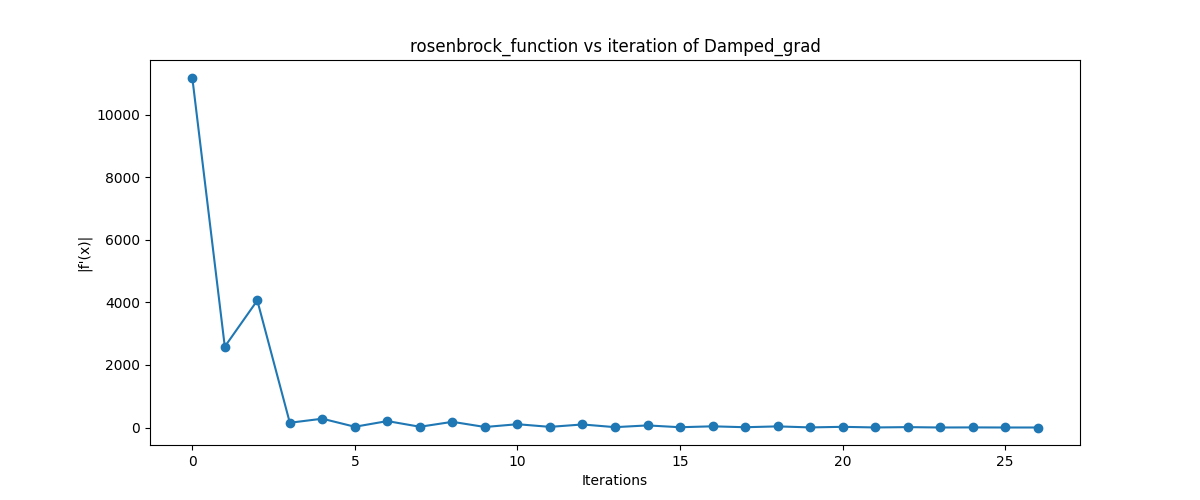 rosenbrock_function vs iteration of Damped_grad
10000
8000
6000
4000
2000
0
|f'(x)|
0 5 10 15 20 25
Iterations